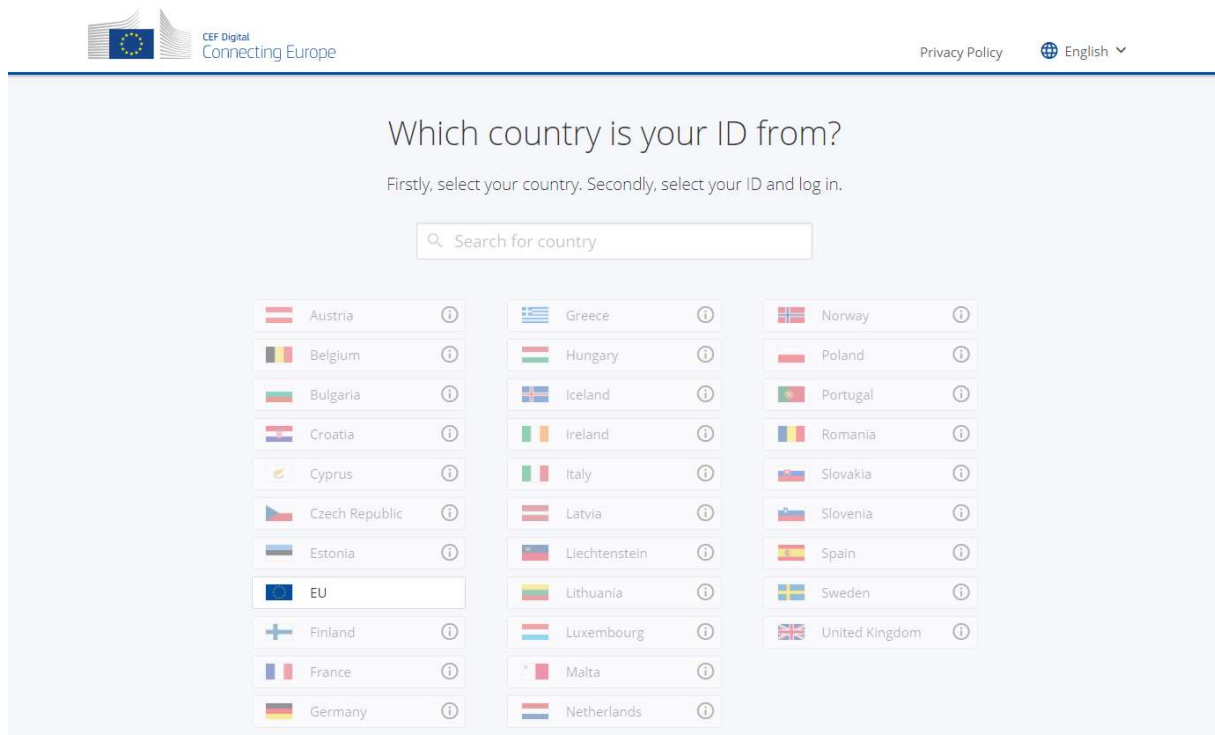 CEF Digital
Connecting Europe
Privacy Policy
English
Which country is your ID from?
Firstly, select your country. Secondly, select your ID and log in.
Search for country
Austria
Belgium
Bulgaria
Croatia
Cyprus
Czech Republic
Estonia
EU
Finland
France
Germany
Greece
Hungary
Iceland
Ireland
Italy
Latvia
Liechtenstein
Lithuania
Luxembourg
Malta
Netherlands
Norway
Poland
Portugal
Romania
Slovakia
Slovenia
Spain
Sweden
United Kingdom